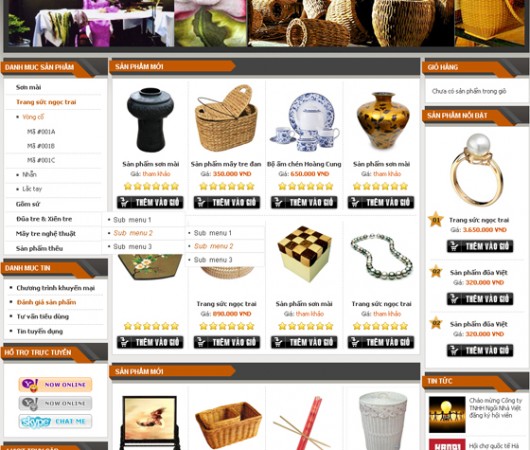 DANH MỤC SẢN PHẨM
Sơn mài
Trang sức ngọc trai
Vòng cổ
Mã #001A
Mã #001B
Mã #001C
Nhẫn
Lắc tay
Gốm sứ
Đũa tre & Xiên tre
Mây tre nghệ thuật
Sản phẩm thêu
Sub menu 1
Sub menu 2
Sub menu 3
Sub menu 1
Sub menu 2
Sub menu 3
DANH MỤC TIN
Chương trình khuyến mại
Đánh giá sản phẩm
Tư vấn tiêu dùng
Tin tuyển dụng
HỖ TRỢ TRỰC TUYẾN
NOW ONLINE
NOW ONLINE
skype CHAT ME
SẢN PHẨM MỚI
Sản phẩm sơn mài
Giá: tham khảo
THÊM VÀO GIỎ
Sản phẩm mây tre đan
Giá: 350.000 VNĐ
THÊM VÀO GIỎ
Bộ ấm chén Hoàng Cung
Giá: 650.000 VNĐ
THÊM VÀO GIỎ
Sản phẩm sơn mài
Giá: tham khảo
THÊM VÀO GIỎ
THÊM VÀO GIỎ
Trang sức ngọc trai
Giá: 890.000 VNĐ
THÊM VÀO GIỎ
Sản phẩm sơn mài
Giá: tham khảo
THÊM VÀO GIỎ
Trang sức ngọc trai
Giá: tham khảo
THÊM VÀO GIỎ
SẢN PHẨM MỚI
GIỎ HÀNG
Chưa có sản phẩm trong giỏ
SẢN PHẨM NỔI BẬT
Trang sức ngọc trai
Giá: 3.650.000 VNĐ
THÊM VÀO GIỎ
Sản phẩm đũa Việt
Giá: 320.000 VNĐ
THÊM VÀO GIỎ
Sản phẩm đũa Việt
Giá: 320.000 VNĐ
THÊM VÀO GIỎ
TIN TỨC
Chào mừng Công ty
TNHH Ngôi Nhà Việt
đăng ký hội viên
Hội chợ quốc tế Hà